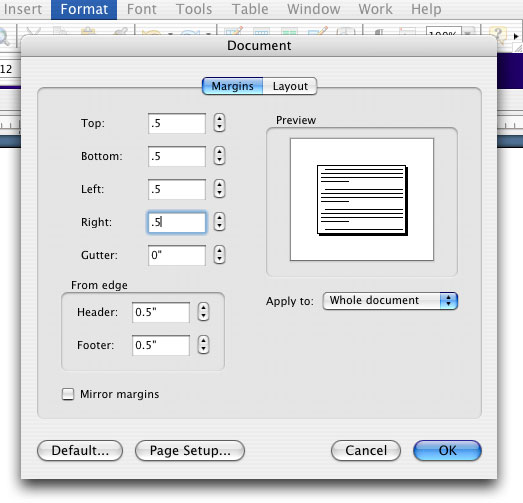 Insert Format Font Tools Table Window Work Help
100%
Document
12
Margins Layout
Top: .5
Preview
Bottom: .5
Left: .5
Right: .5
Gutter: 0"
From edge
Apply to: Whole document
Header: 0.5"
Footer: 0.5"
Mirror margins
Default... Page Setup... Cancel OK